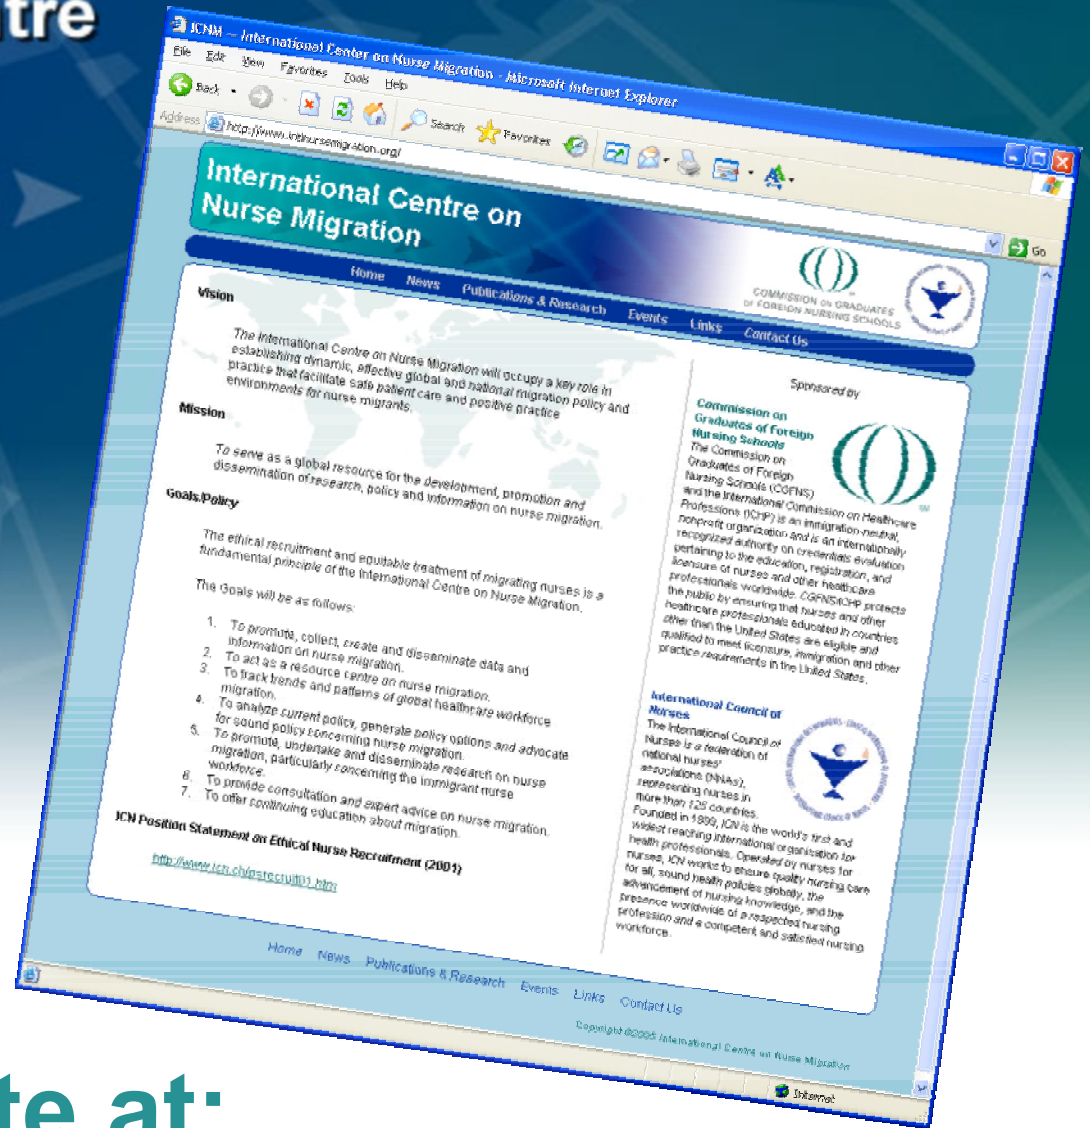 tre
ICNM -- International Center on Nurse Migration - Microsoft Internet Explorer
File Edit View Favorites Tools Help
Back Search Favorites
Address http://www.intlnursemigration.org/ Go
International Centre on
Nurse Migration
COMMISSION ON GRADUATES
OF FOREIGN NURSING SCHOOLS
Home News Publications & Research Events Links Contact Us
Vision
The International Centre on Nurse Migration will occupy a key role in
establishing dynamic, effective global and national migration policy and
practice that facilitate safe patient care and positive practice
environments for nurse migrants.
Mission
To serve as a global resource for the development, promotion and
dissemination of research, policy and information on nurse migration.
Goals/Policy
The ethical recruitment and equitable treatment of migrating nurses is a
fundamental principle of the International Centre on Nurse Migration.
The Goals will be as follows:
1. To promote, collect, create and disseminate data and
information on nurse migration.
2. To act as a resource centre on nurse migration.
3. To track trends and patterns of global healthcare workforce
migration.
4. To analyze current policy, generate policy options and advocate
for sound policy concerning nurse migration.
5. To promote, undertake and disseminate research on nurse
migration, particularly concerning the immigrant nurse
workforce.
6. To provide consultation and expert advice on nurse migration.
7. To offer continuing education about migration.
ICN Position Statement on Ethical Nurse Recruitment (2001)
http://www.icn.ch/psrecruit01.htm
Sponsored by
Commission on
Graduates of Foreign
Nursing Schools
The Commission on
Graduates of Foreign
Nursing Schools (CGFNS)
and the International Commission on Healthcare
Professions (ICHP) is an immigration-neutral,
nonprofit organization and is an internationally
recognized authority on credentials evaluation
pertaining to the education, registration, and
licensure of nurses and other healthcare
professionals worldwide. CGFNS/ICHP protects
the public by ensuring that nurses and other
healthcare professionals educated in countries
other than the United States are eligible and
qualified to meet licensure, immigration and other
practice requirements in the United States.
International Council of
Nurses
The International Council of
Nurses is a federation of
national nurses'
associations (NNAs),
representing nurses in
more than 125 countries.
Founded in 1899, ICN is the world's first and
widest reaching international organisation for
health professionals. Operated by nurses for
nurses, ICN works to ensure quality nursing care
for all, sound health policies globally, the
advancement of nursing knowledge, and the
presence worldwide of a respected nursing
profession and a competent and satisfied nursing
workforce.
Home News Publications & Research Events Links Contact Us
Copyright ©2005 International Centre on Nurse Migration
Internet
te at: